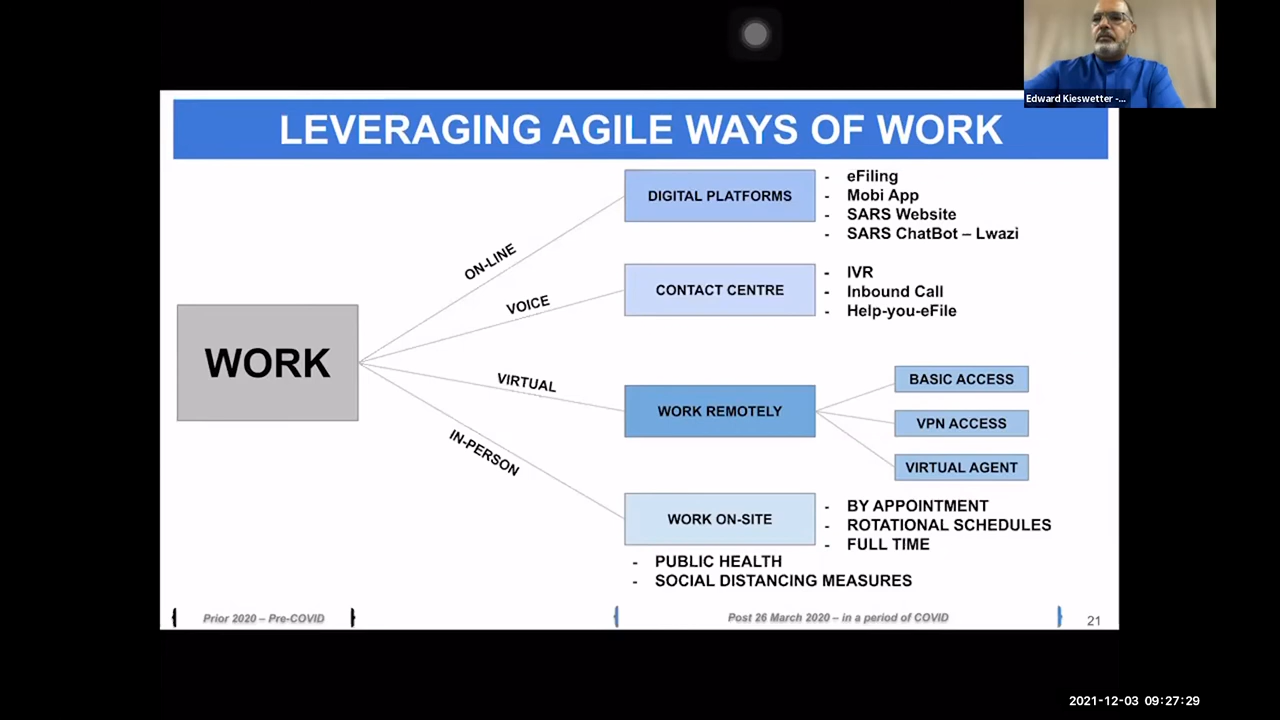 Edward Kieswetter -...
LEVERAGING AGILE WAYS OF WORK
WORK
ON-LINE
VOICE
VIRTUAL
IN-PERSON
DIGITAL PLATFORMS
- eFiling
- Mobi App
- SARS Website
- SARS ChatBot – Lwazi
CONTACT CENTRE
- IVR
- Inbound Call
- Help-you-eFile
WORK REMOTELY
BASIC ACCESS
VPN ACCESS
VIRTUAL AGENT
WORK ON-SITE
- BY APPOINTMENT
- ROTATIONAL SCHEDULES
- FULL TIME
- PUBLIC HEALTH
- SOCIAL DISTANCING MEASURES
Prior 2020 – Pre-COVID
Post 26 March 2020 – in a period of COVID
21
2021-12-03 09:27:29